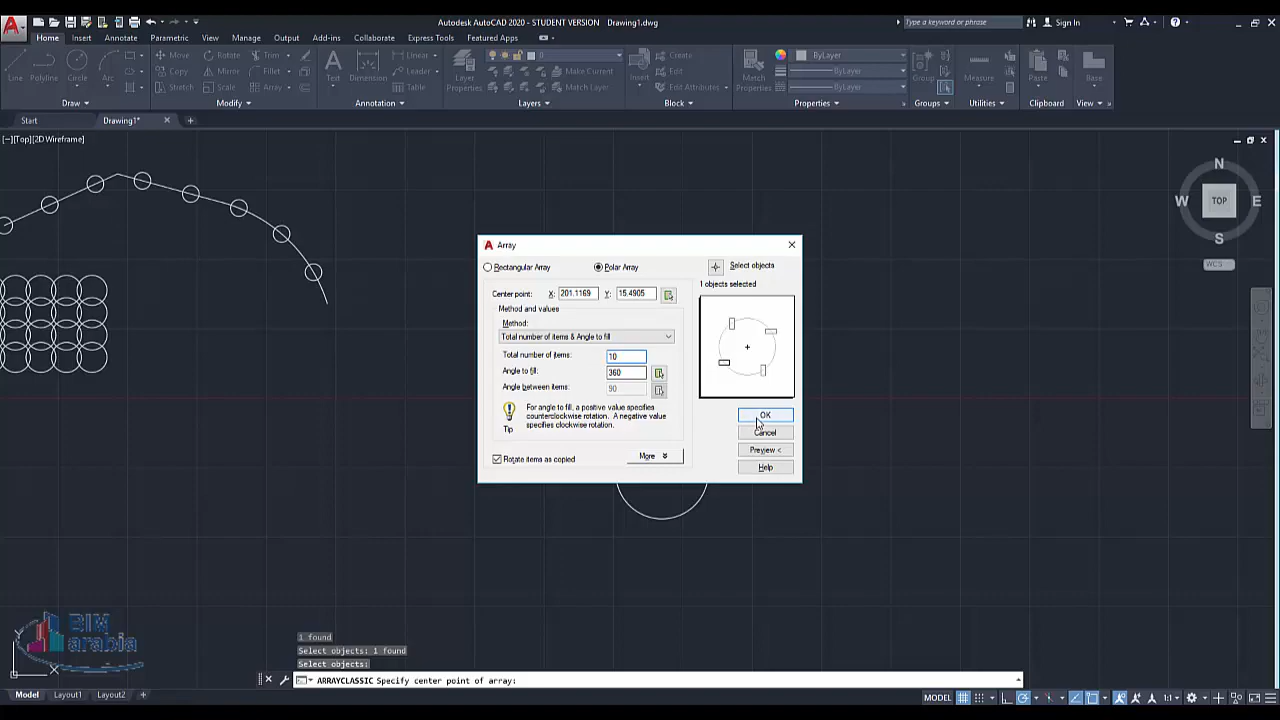 Autodesk AutoCAD 2020 - STUDENT VERSION Drawing1.dwg
Type a keyword or phrase
Sign In
Home Insert Annotate Parametric View Manage Output Add-ins Collaborate Express Tools Featured Apps
Line Polyline Circle Arc
Move Rotate Trim
Copy Mirror Fillet
Stretch Scale Array
Text Dimension
Linear
Leader
Table
Layer Properties
0
Make Current
Match Layer
Insert
Create
Edit
Edit Attributes
Match Properties
ByLayer
ByLayer
ByLayer
Group
Measure
Paste
Base
Draw Modify Annotation Layers Block Properties Groups Utilities Clipboard View
Start Drawing1*
[−][Top][2D Wireframe]
N
W TOP E
S
WCS
Array
Rectangular Array Polar Array Select objects
1 objects selected
Center point: X: 201.1169 Y: 15.4905
Method and values
Method:
Total number of items & Angle to fill
Total number of items: 10
Angle to fill: 360
Angle between items: 90
For angle to fill, a positive value specifies
counterclockwise rotation. A negative value
specifies clockwise rotation.
Tip
Rotate items as copied
More
OK
Cancel
Preview <
Help
BIM
arabia
Y
X
1 found
Select objects: 1 found
Select objects:
ARRAYCLASSIC Specify center point of array:
Model Layout1 Layout2
MODEL
1:1